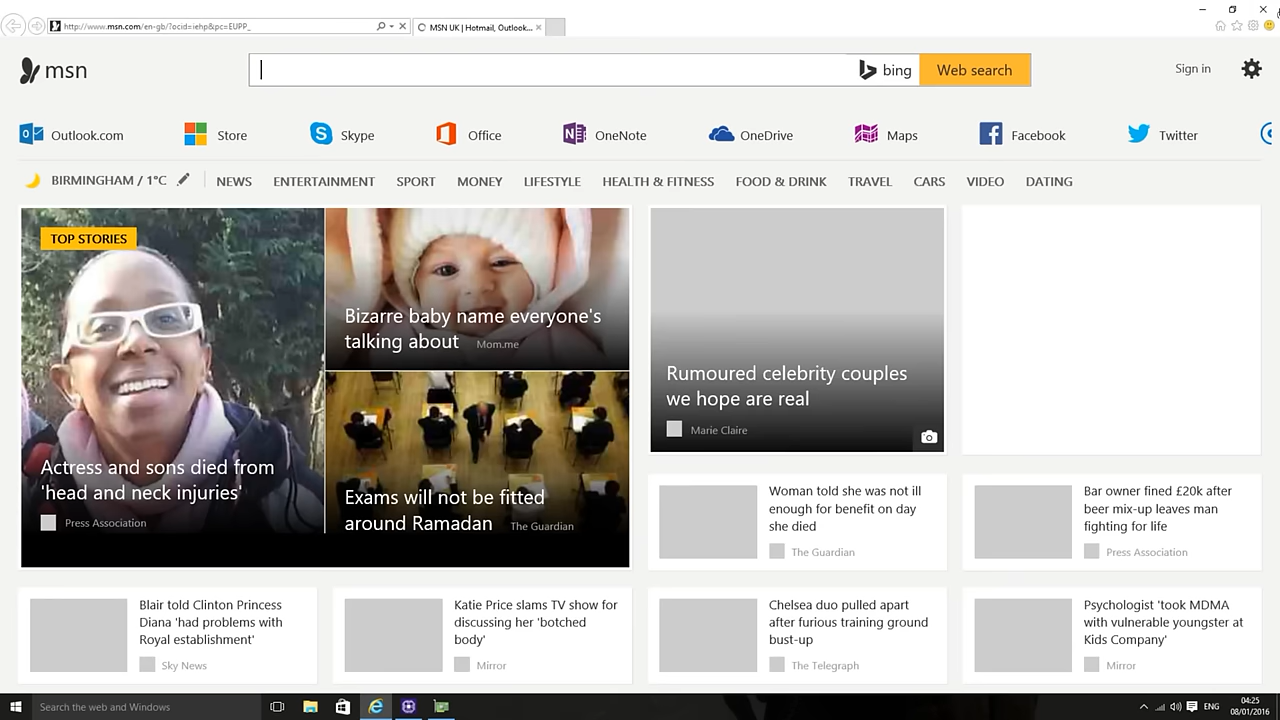 http://www.msn.com/en-gb/?ocid=iehp&pc=EUPP_
MSN UK | Hotmail, Outlook...
msn
bing
Web search
Sign in
Outlook.com
Store
Skype
Office
OneNote
OneDrive
Maps
Facebook
Twitter
BIRMINGHAM / 1°C
NEWS
ENTERTAINMENT
SPORT
MONEY
LIFESTYLE
HEALTH & FITNESS
FOOD & DRINK
TRAVEL
CARS
VIDEO
DATING
TOP STORIES
Actress and sons died from
'head and neck injuries'
Press Association
Bizarre baby name everyone's
talking about Mom.me
Exams will not be fitted
around Ramadan The Guardian
Rumoured celebrity couples
we hope are real
Marie Claire
Woman told she was not ill
enough for benefit on day
she died
The Guardian
Bar owner fined £20k after
beer mix-up leaves man
fighting for life
Press Association
Blair told Clinton Princess
Diana 'had problems with
Royal establishment'
Sky News
Katie Price slams TV show for
discussing her 'botched
body'
Mirror
Chelsea duo pulled apart
after furious training ground
bust-up
The Telegraph
Psychologist 'took MDMA
with vulnerable youngster at
Kids Company'
Mirror
Search the web and Windows
ENG
04:25
08/01/2016